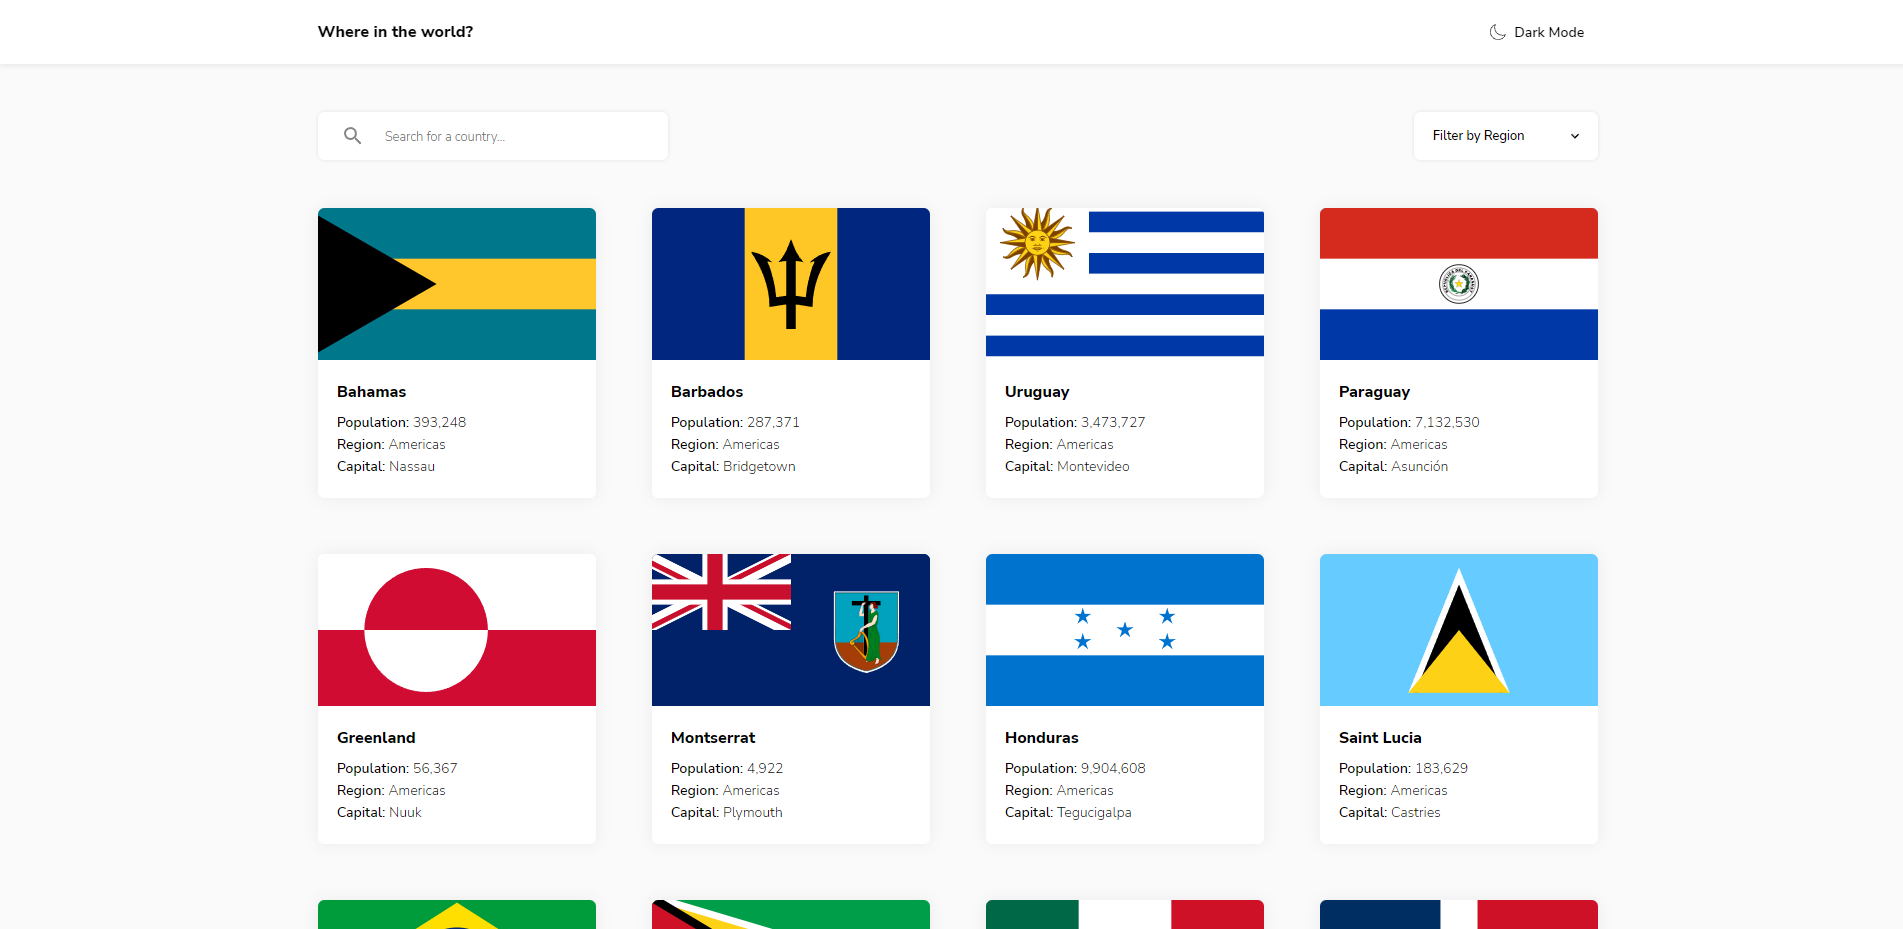 Where in the world?
Dark Mode
Search for a country...
Filter by Region
Bahamas
Population: 393,248
Region: Americas
Capital: Nassau
Barbados
Population: 287,371
Region: Americas
Capital: Bridgetown
Uruguay
Population: 3,473,727
Region: Americas
Capital: Montevideo
Paraguay
Population: 7,132,530
Region: Americas
Capital: Asunción
Greenland
Population: 56,367
Region: Americas
Capital: Nuuk
Montserrat
Population: 4,922
Region: Americas
Capital: Plymouth
Honduras
Population: 9,904,608
Region: Americas
Capital: Tegucigalpa
Saint Lucia
Population: 183,629
Region: Americas
Capital: Castries